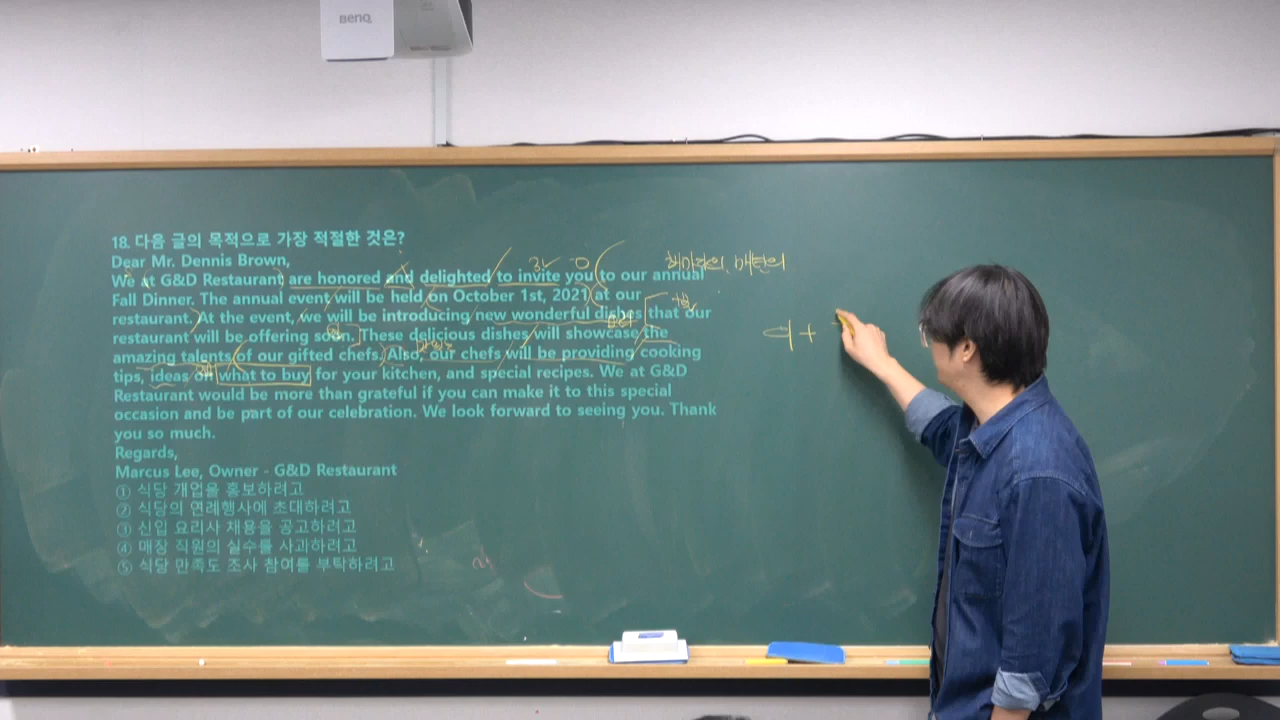 BenQ
18. 다음 글의 목적으로 가장 적절한 것은?
Dear Mr. Dennis Brown,
We at G&D Restaurant are honored and delighted to invite you to our annual
Fall Dinner. The annual event will be held on October 1st, 2021 at our
restaurant. At the event, we will be introducing new wonderful dishes that our
restaurant will be offering soon. These delicious dishes will showcase the
amazing talents of our gifted chefs. Also, our chefs will be providing cooking
tips, ideas on what to buy for your kitchen, and special recipes. We at G&D
Restaurant would be more than grateful if you can make it to this special
occasion and be part of our celebration. We look forward to seeing you. Thank
you so much.
Regards,
Marcus Lee, Owner - G&D Restaurant
① 식당 개업을 홍보하려고
② 식당의 연례행사에 초대하려고
③ 신입 요리사 채용을 공고하려고
④ 매장 직원의 실수를 사과하려고
⑤ 식당 만족도 조사 참여를 부탁하려고